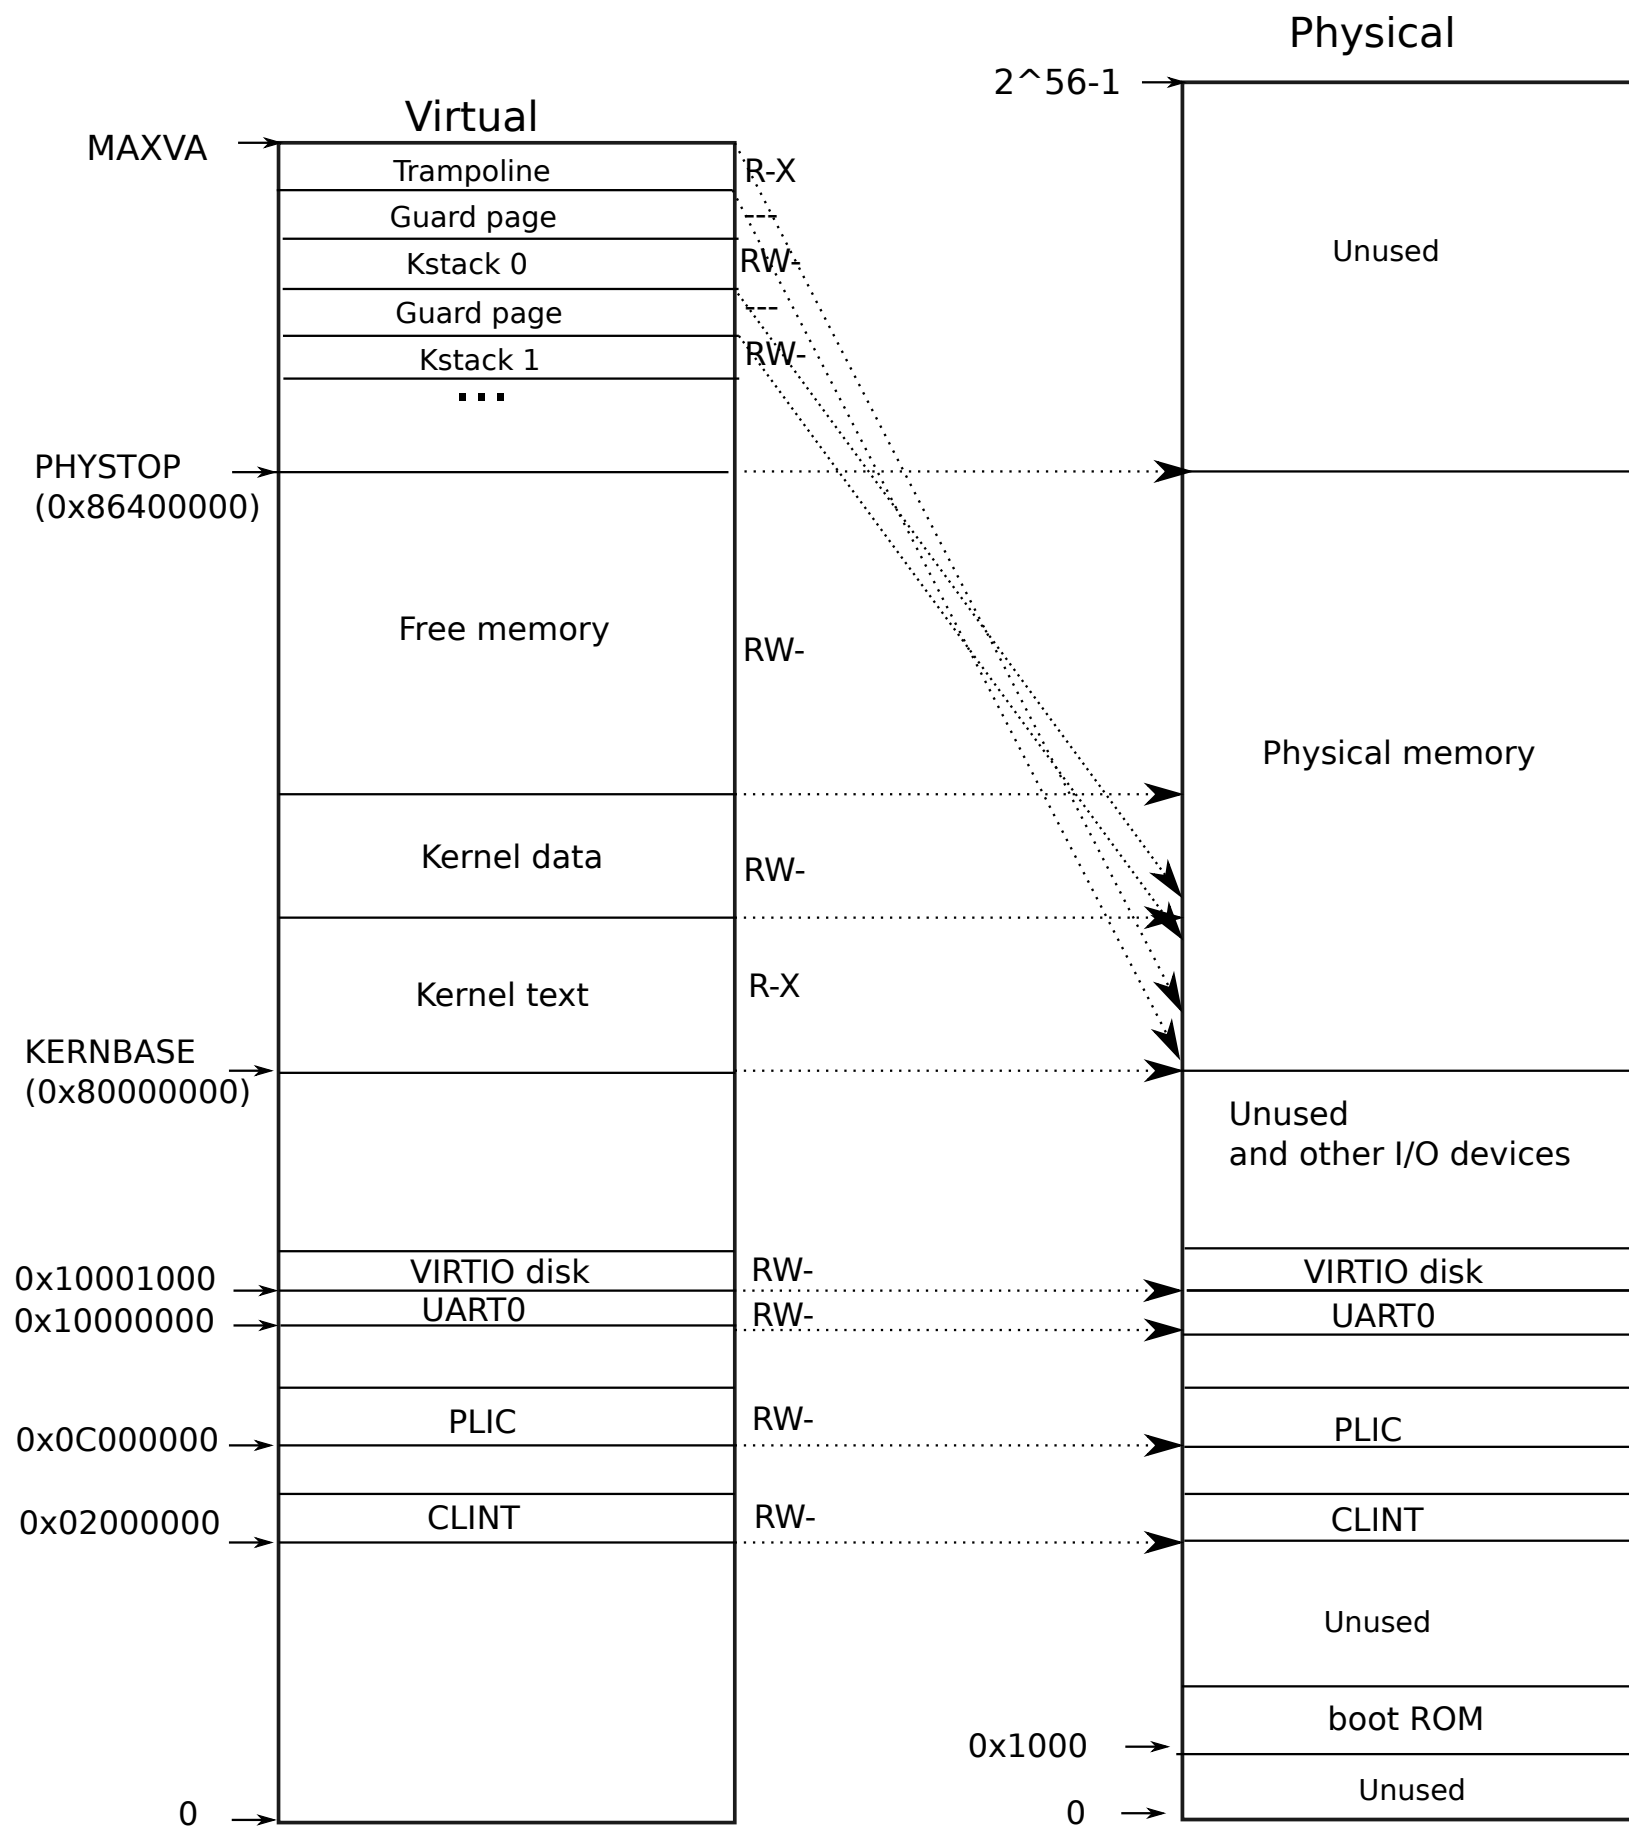 Physical
2^56-1
Virtual
MAXVA
Trampoline
R-X
Guard page
---
Unused
Kstack 0
RW-
Guard page
---
Kstack 1
RW-
...
PHYSTOP
(0x86400000)
Free memory
RW-
Physical memory
Kernel data
RW-
Kernel text
R-X
KERNBASE
(0x80000000)
Unused
and other I/O devices
0x10001000
VIRTIO disk
RW-
VIRTIO disk
0x10000000
UART0
RW-
UART0
0x0C000000
PLIC
RW-
PLIC
0x02000000
CLINT
RW-
CLINT
Unused
boot ROM
0x1000
Unused
0
0